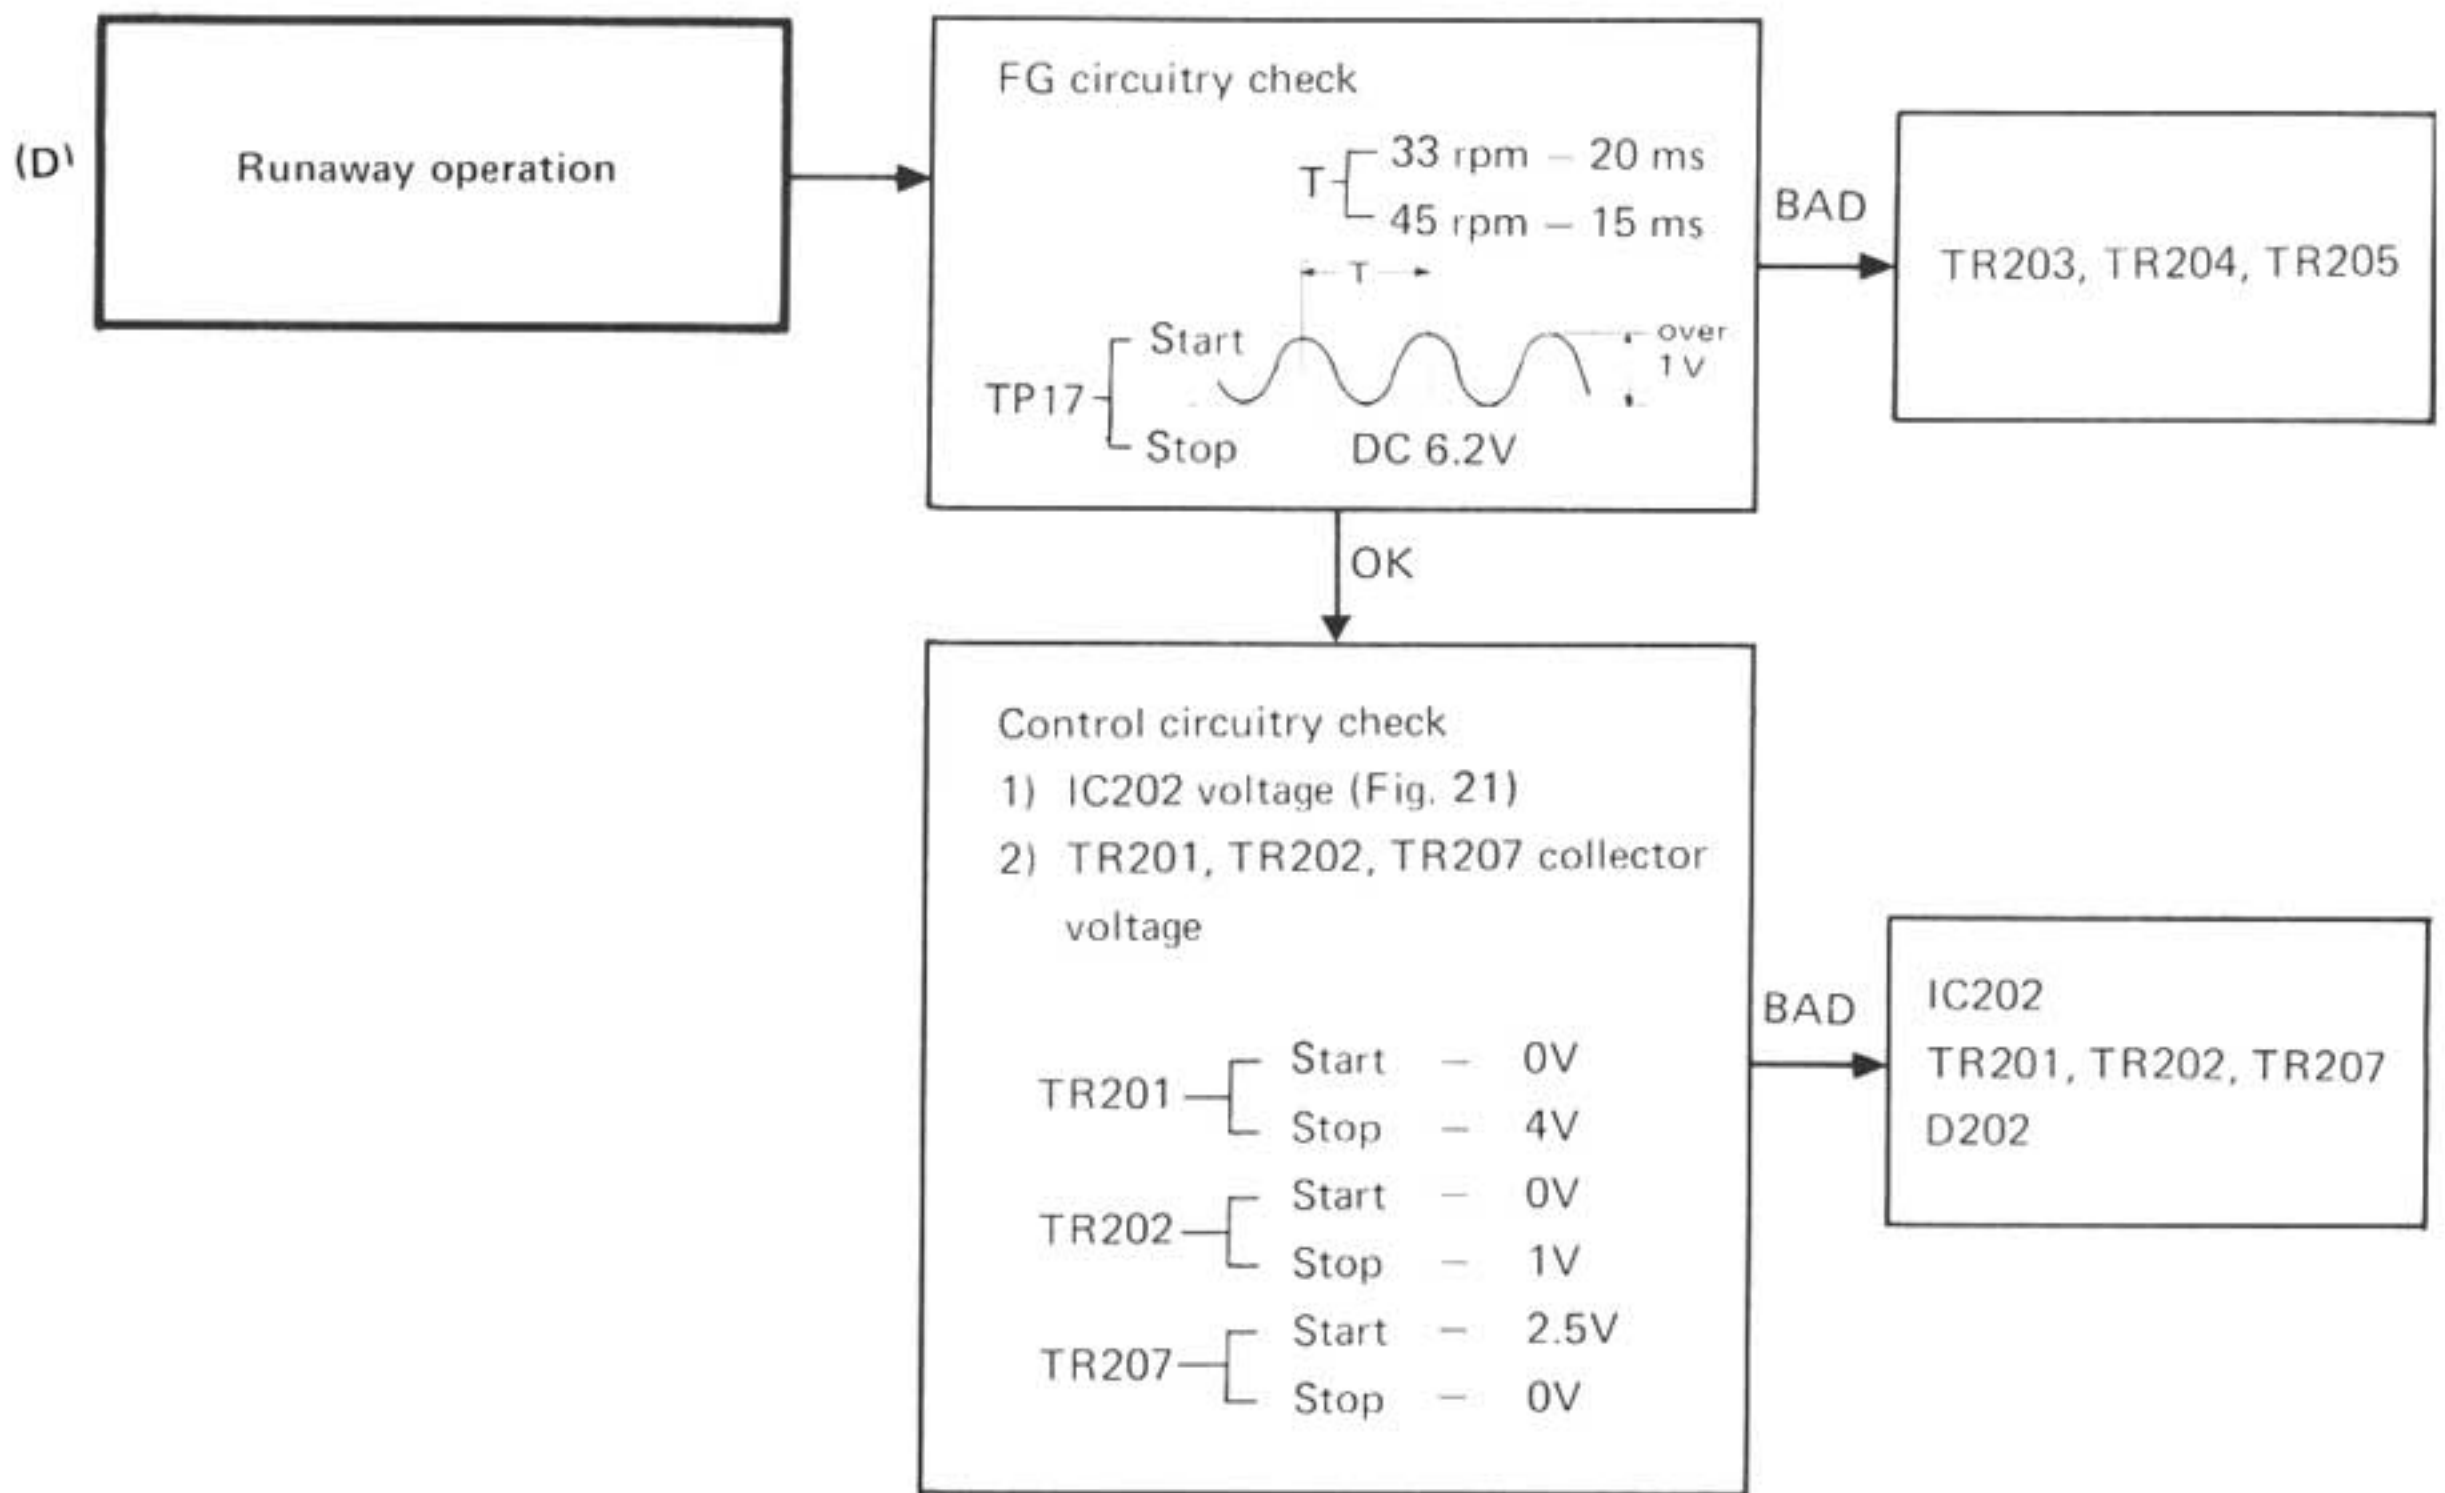 (D)
Runaway operation
FG circuitry check
T
33 rpm – 20 ms
45 rpm – 15 ms
T
TP17
Start
over
1V
Stop DC 6.2V
BAD
TR203, TR204, TR205
OK
Control circuitry check
1) IC202 voltage (Fig. 21)
2) TR201, TR202, TR207 collector
voltage
TR201
Start – 0V
Stop – 4V
TR202
Start – 0V
Stop – 1V
TR207
Start – 2.5V
Stop – 0V
BAD
IC202
TR201, TR202, TR207
D202